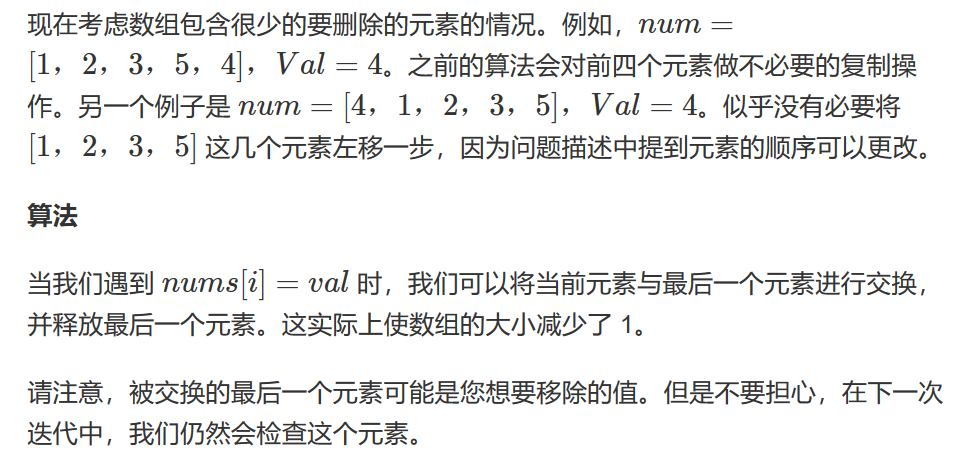 现在考虑数组包含很少的要删除的元素的情况。例如，num =
[1，2，3，5，4]，Val = 4。之前的算法会对前四个元素做不必要的复制操
作。另一个例子是 num = [4，1，2，3，5]，Val = 4。似乎没有必要将
[1，2，3，5] 这几个元素左移一步，因为问题描述中提到元素的顺序可以更改。
算法
当我们遇到 nums[i] = val 时，我们可以将当前元素与最后一个元素进行交换，
并释放最后一个元素。这实际上使数组的大小减少了 1。
请注意，被交换的最后一个元素可能是您想要移除的值。但是不要担心，在下一次
迭代中，我们仍然会检查这个元素。